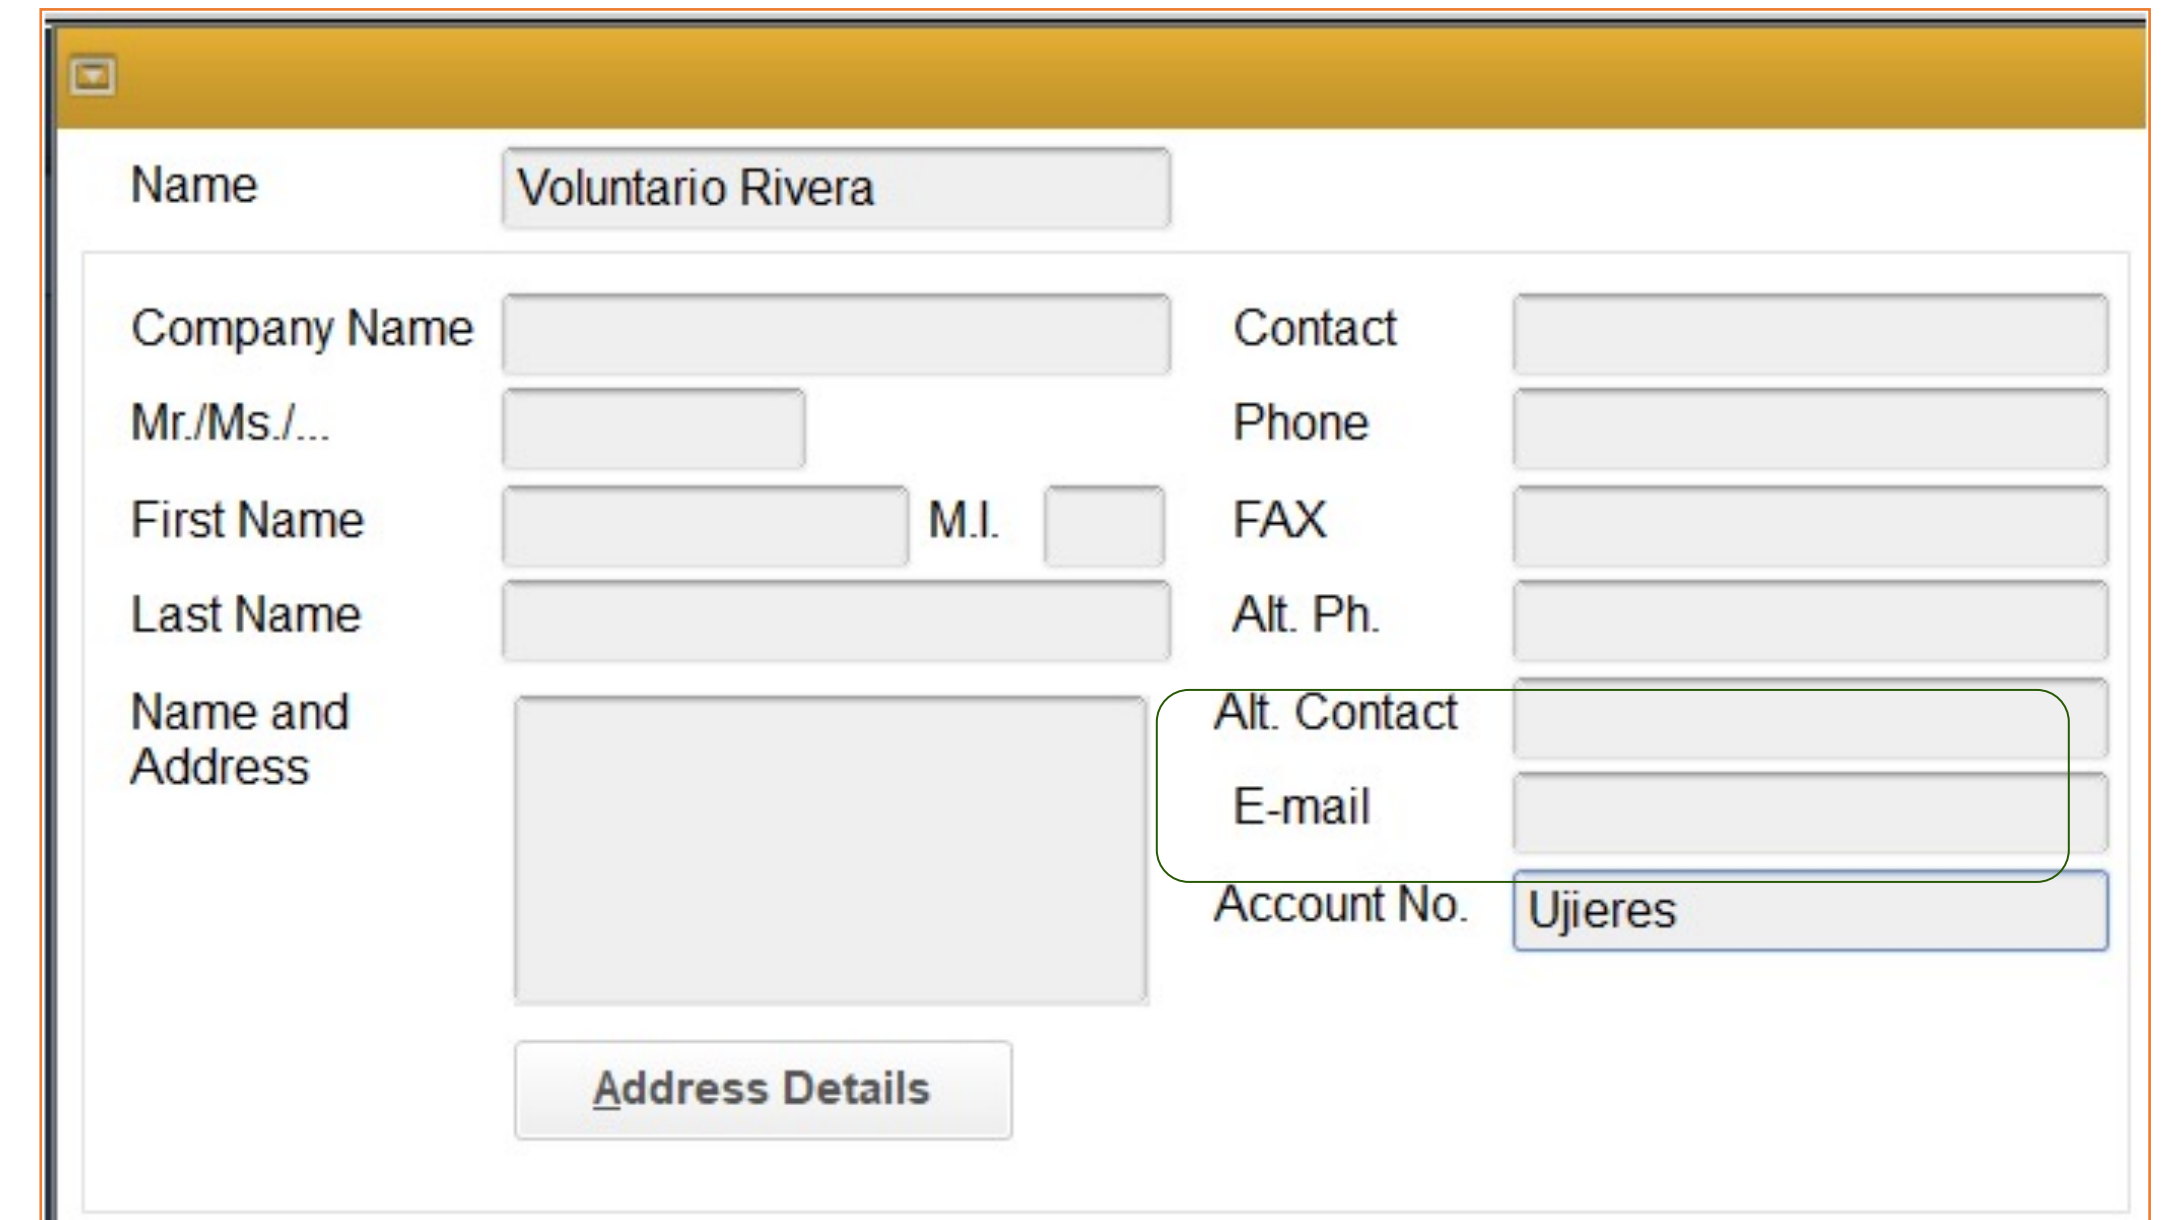 Name Voluntario Rivera
Company Name Contact
Mr./Ms./... Phone
First Name M.I. FAX
Last Name Alt. Ph.
Name and Address Alt. Contact
E-mail
Account No. Ujieres
Address Details